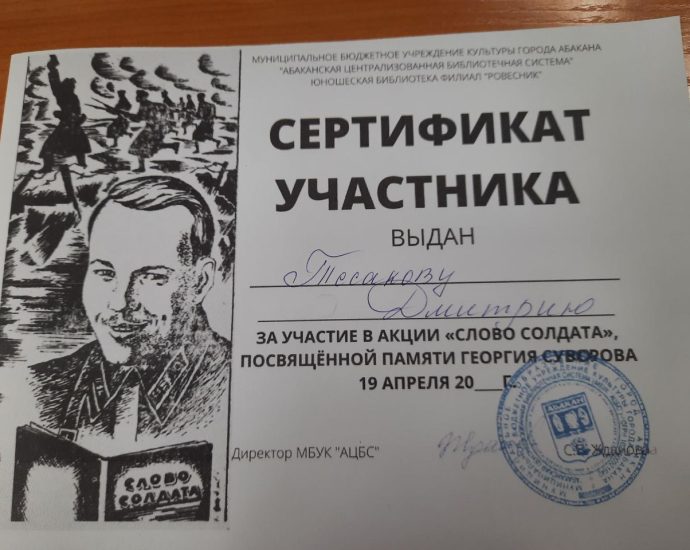 МУНИЦИПАЛЬНОЕ БЮДЖЕТНОЕ УЧРЕЖДЕНИЕ КУЛЬТУРЫ ГОРОДА АБАКАНА
"АБАКАНСКАЯ ЦЕНТРАЛИЗОВАННАЯ БИБЛИОТЕЧНАЯ СИСТЕМА"
ЮНОШЕСКАЯ БИБЛИОТЕКА ФИЛИАЛ "РОВЕСНИК"
СЕРТИФИКАТ
УЧАСТНИКА
ВЫДАН
Тесакову
Дмитрию
ЗА УЧАСТИЕ В АКЦИИ «СЛОВО СОЛДАТА»,
ПОСВЯЩЁННОЙ ПАМЯТИ ГЕОРГИЯ СУВОРОВА
19 АПРЕЛЯ 20___Г.
Директор МБУК "АЦБС"
АБАКАН
СЛОВО
СОЛДАТА